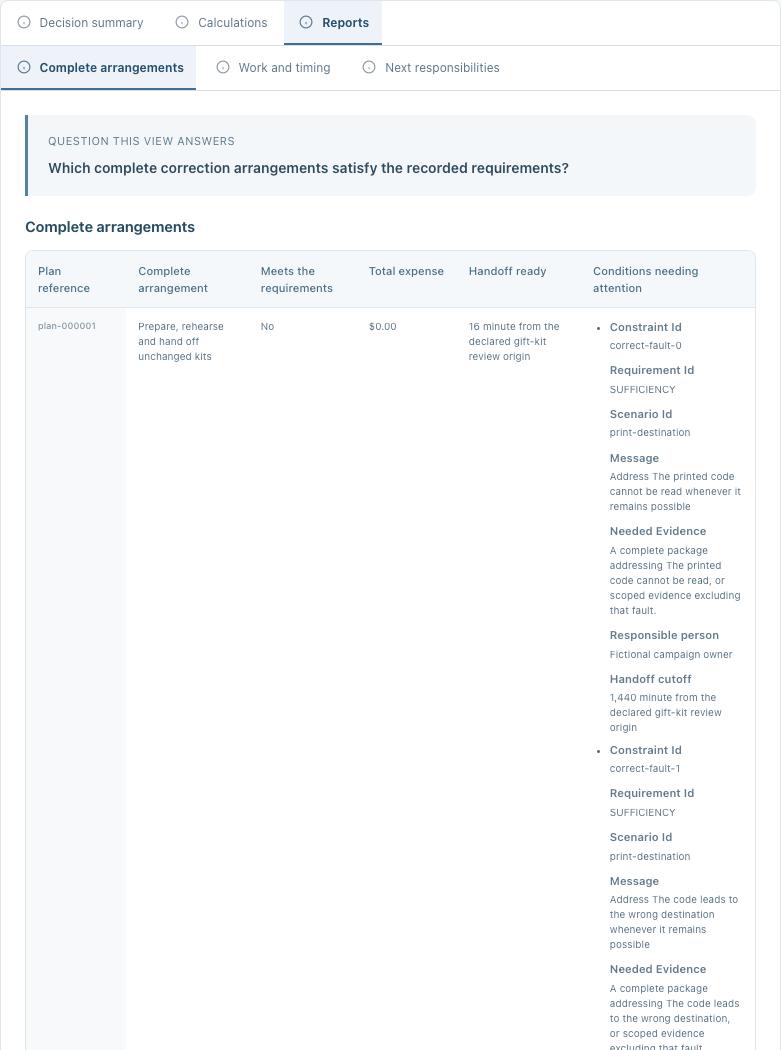 Decision summary
Calculations
Reports
Complete arrangements
Work and timing
Next responsibilities
QUESTION THIS VIEW ANSWERS
Which complete correction arrangements satisfy the recorded requirements?
Complete arrangements
Plan
reference
Complete
arrangement
Meets the
requirements
Total expense
Handoff ready
Conditions needing
attention
plan-000001
Prepare, rehearse
and hand off
unchanged kits
No
$0.00
16 minute from the
declared gift-kit
review origin
• Constraint Id
correct-fault-0
Requirement Id
SUFFICIENCY
Scenario Id
print-destination
Message
Address The printed code
cannot be read whenever it
remains possible
Needed Evidence
A complete package
addressing The printed
code cannot be read, or
scoped evidence excluding
that fault.
Responsible person
Fictional campaign owner
Handoff cutoff
1,440 minute from the
declared gift-kit review
origin
• Constraint Id
correct-fault-1
Requirement Id
SUFFICIENCY
Scenario Id
print-destination
Message
Address The code leads to
the wrong destination
whenever it remains
possible
Needed Evidence
A complete package
addressing The code leads
to the wrong destination,
or scoped evidence
excluding that fault